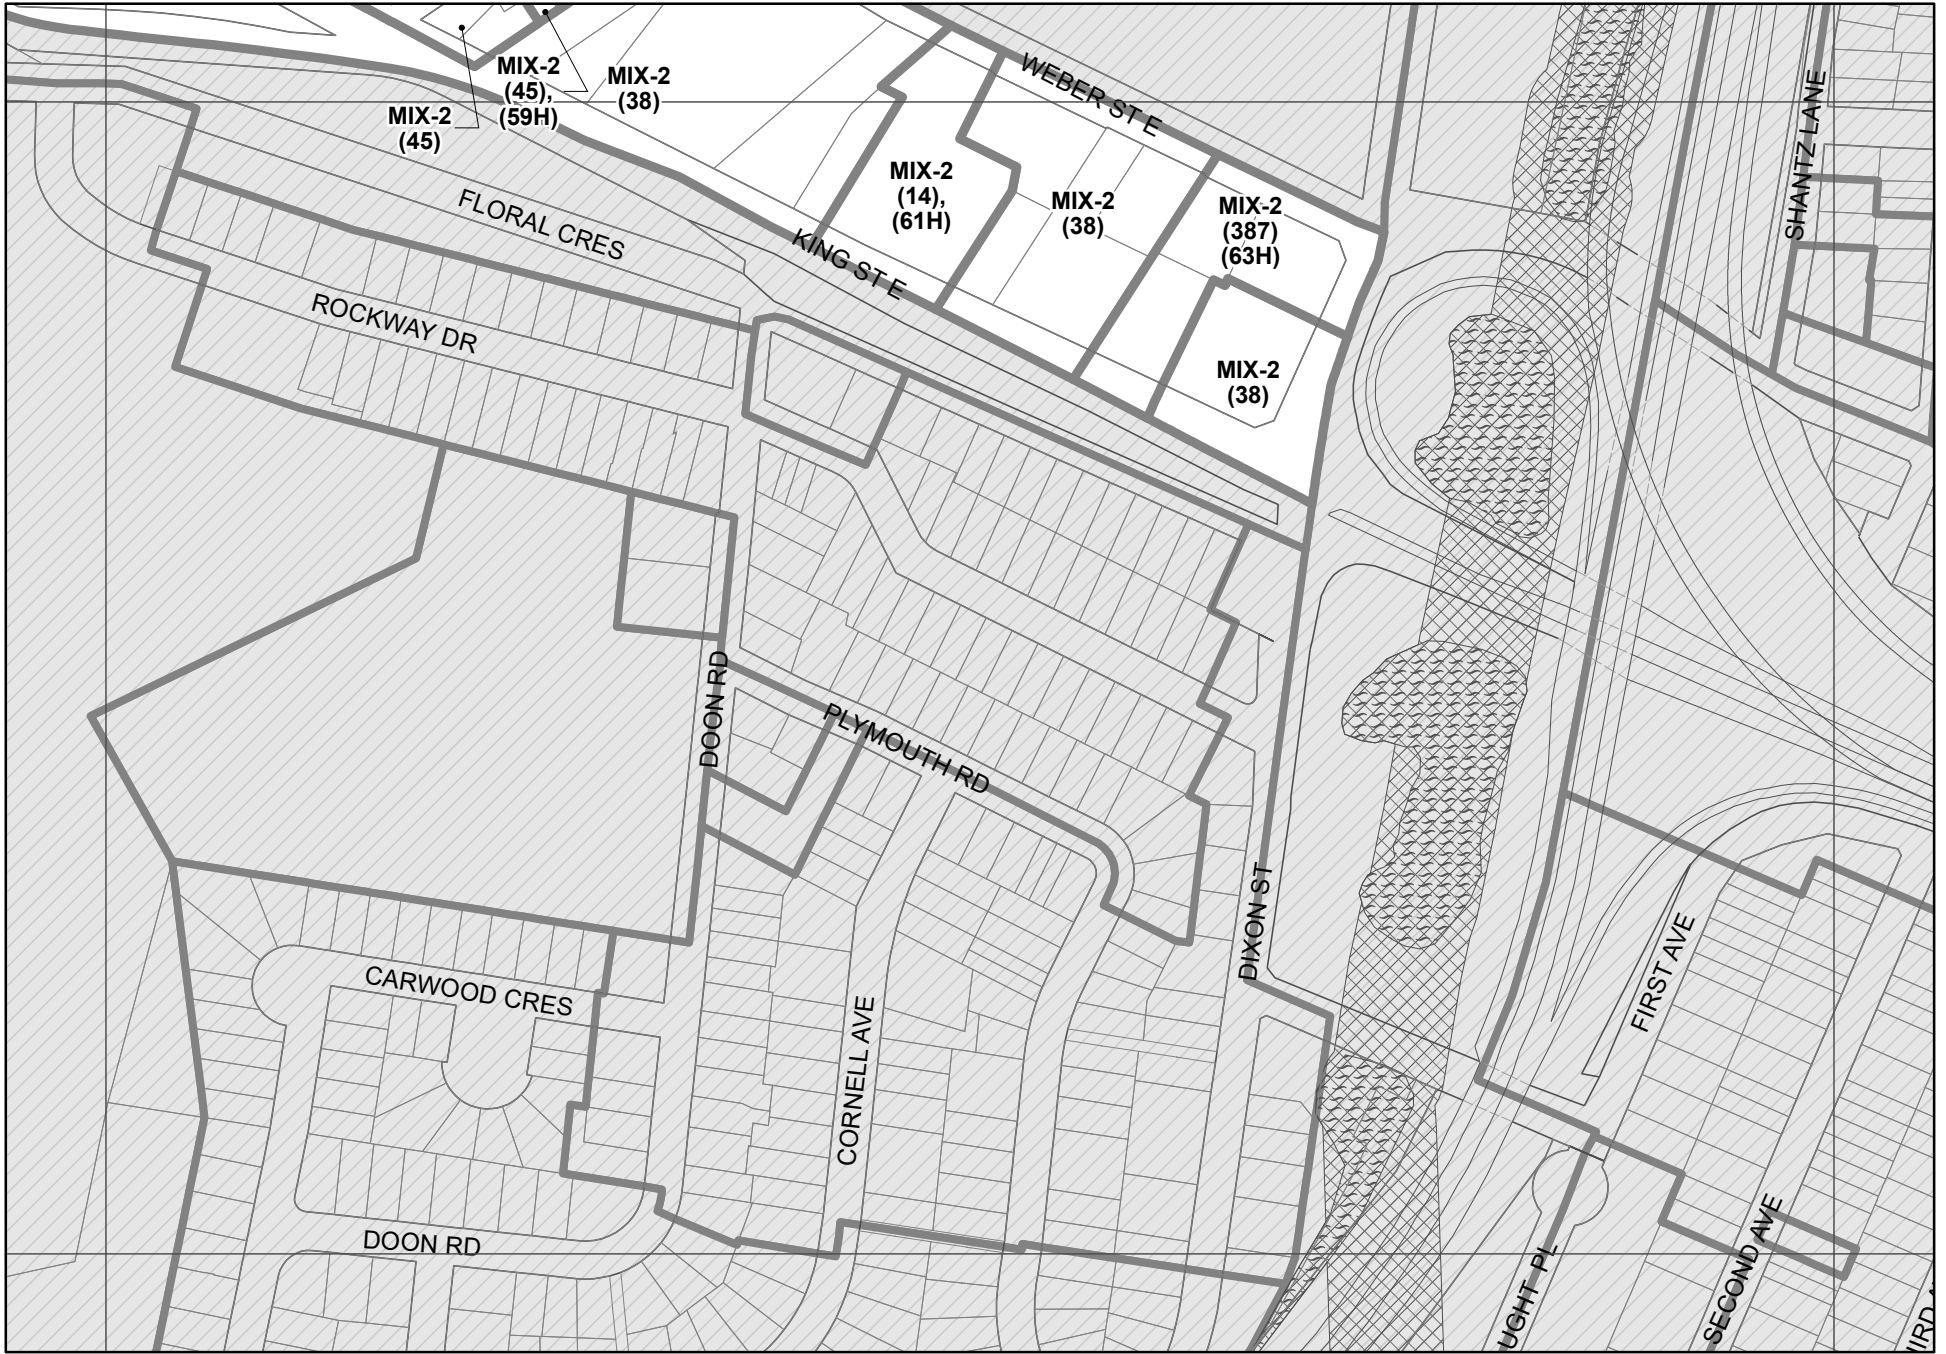 MIX-2
(45),
(59H)
MIX-2
(38)
MIX-2
(45)
WEBER ST E
SHANTZ LANE
MIX-2
(14),
(61H)
MIX-2
(38)
MIX-2
(387)
(63H)
FLORAL CRES
KING ST E
ROCKWAY DR
MIX-2
(38)
DOON RD
PLYMOUTH RD
DIXON ST
FIRST AVE
CARWOOD CRES
CORNELL AVE
DOON RD
UGHT PL
SECOND AVE